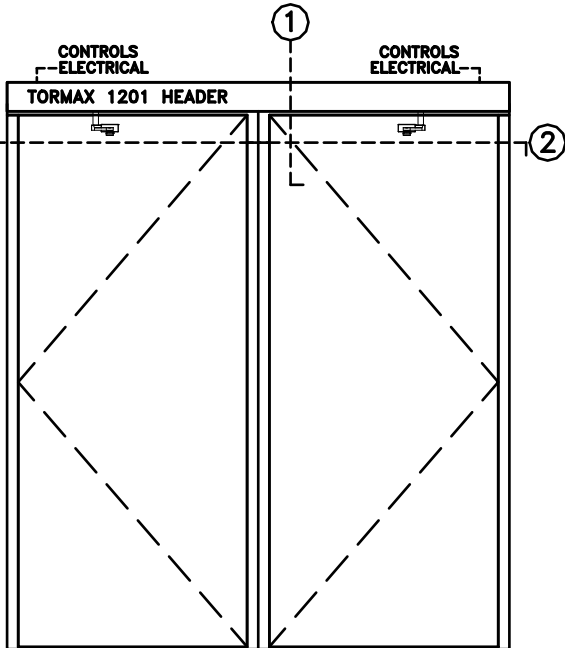 1
CONTROLS
ELECTRICAL
CONTROLS
ELECTRICAL
TORMAX 1201 HEADER
2